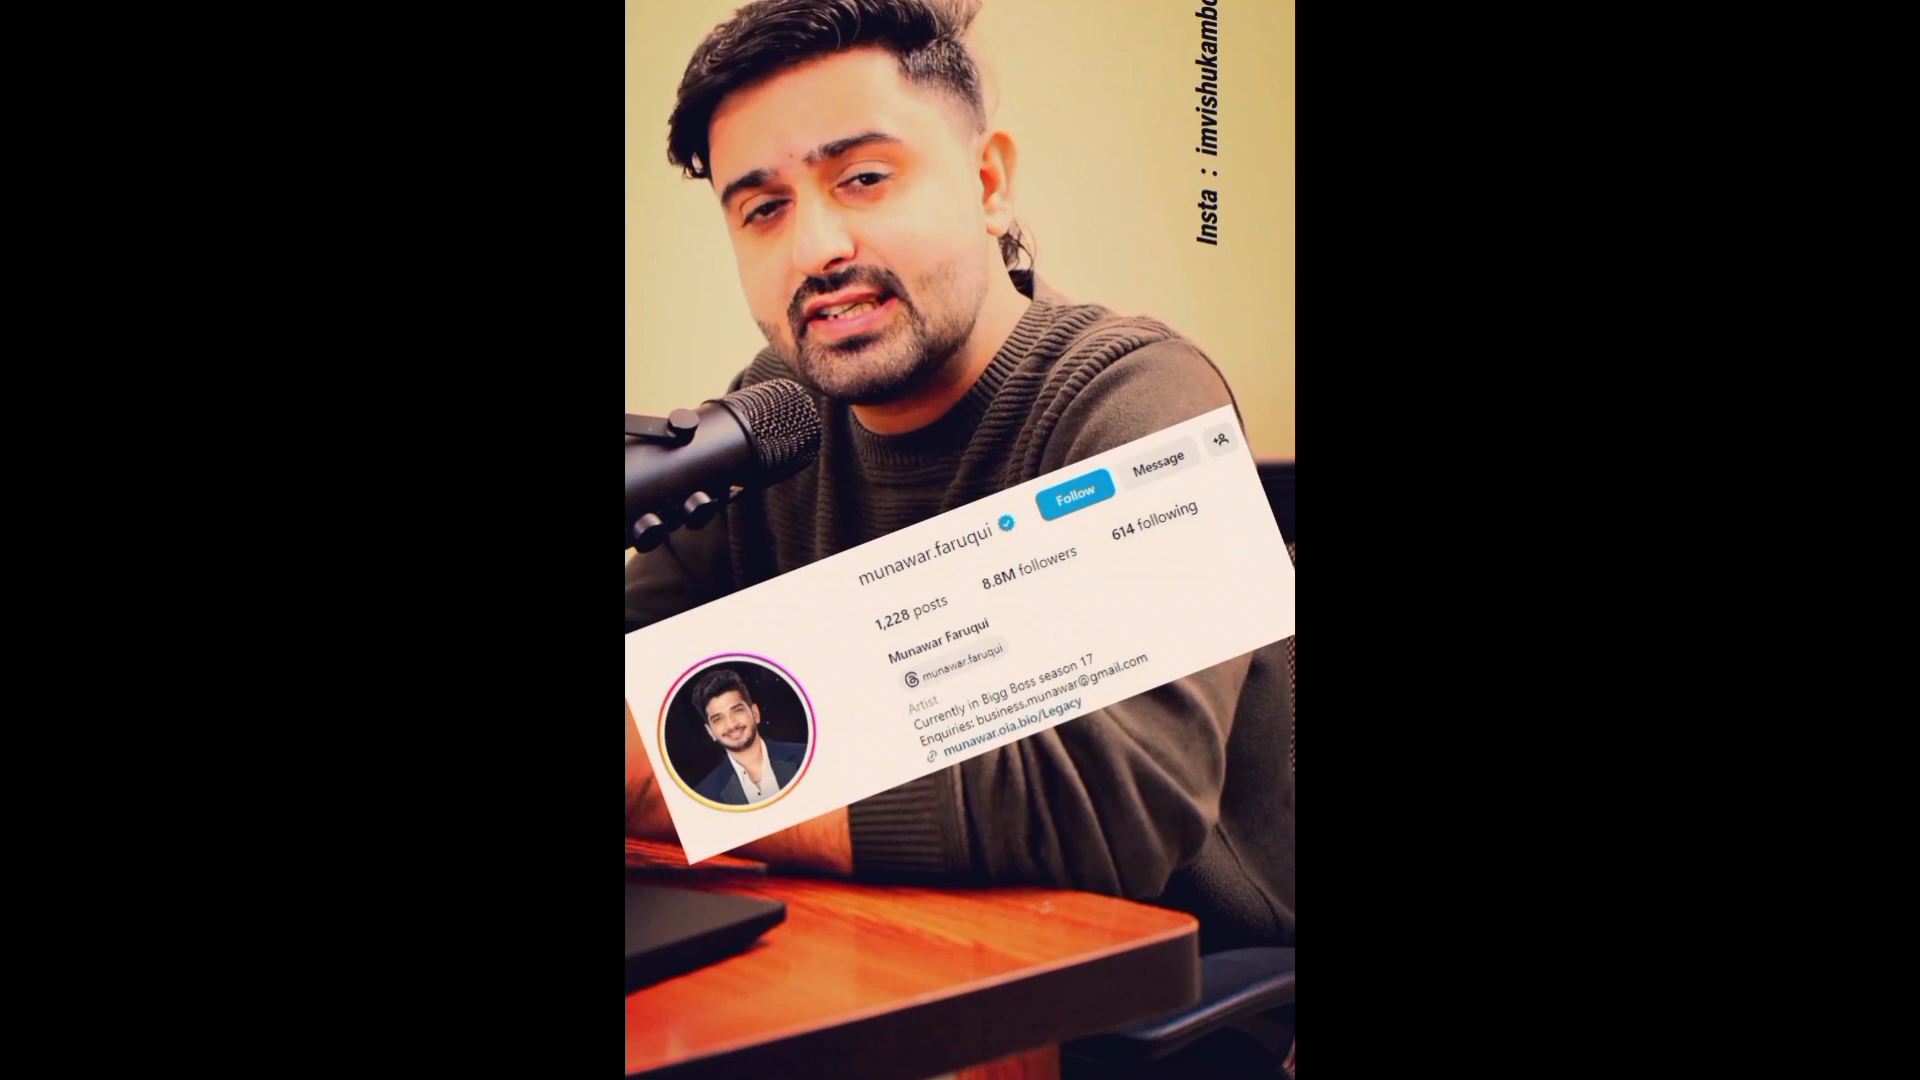 Insta : imvishukambo
munawar.faruqui
Follow
Message
1,228 posts
8.8M followers
614 following
Munawar Faruqui
munawar.faruqui
Artist
Currently in Bigg Boss season 17
Enquiries: business.munawar@gmail.com
munawar.ola.bio/Legacy